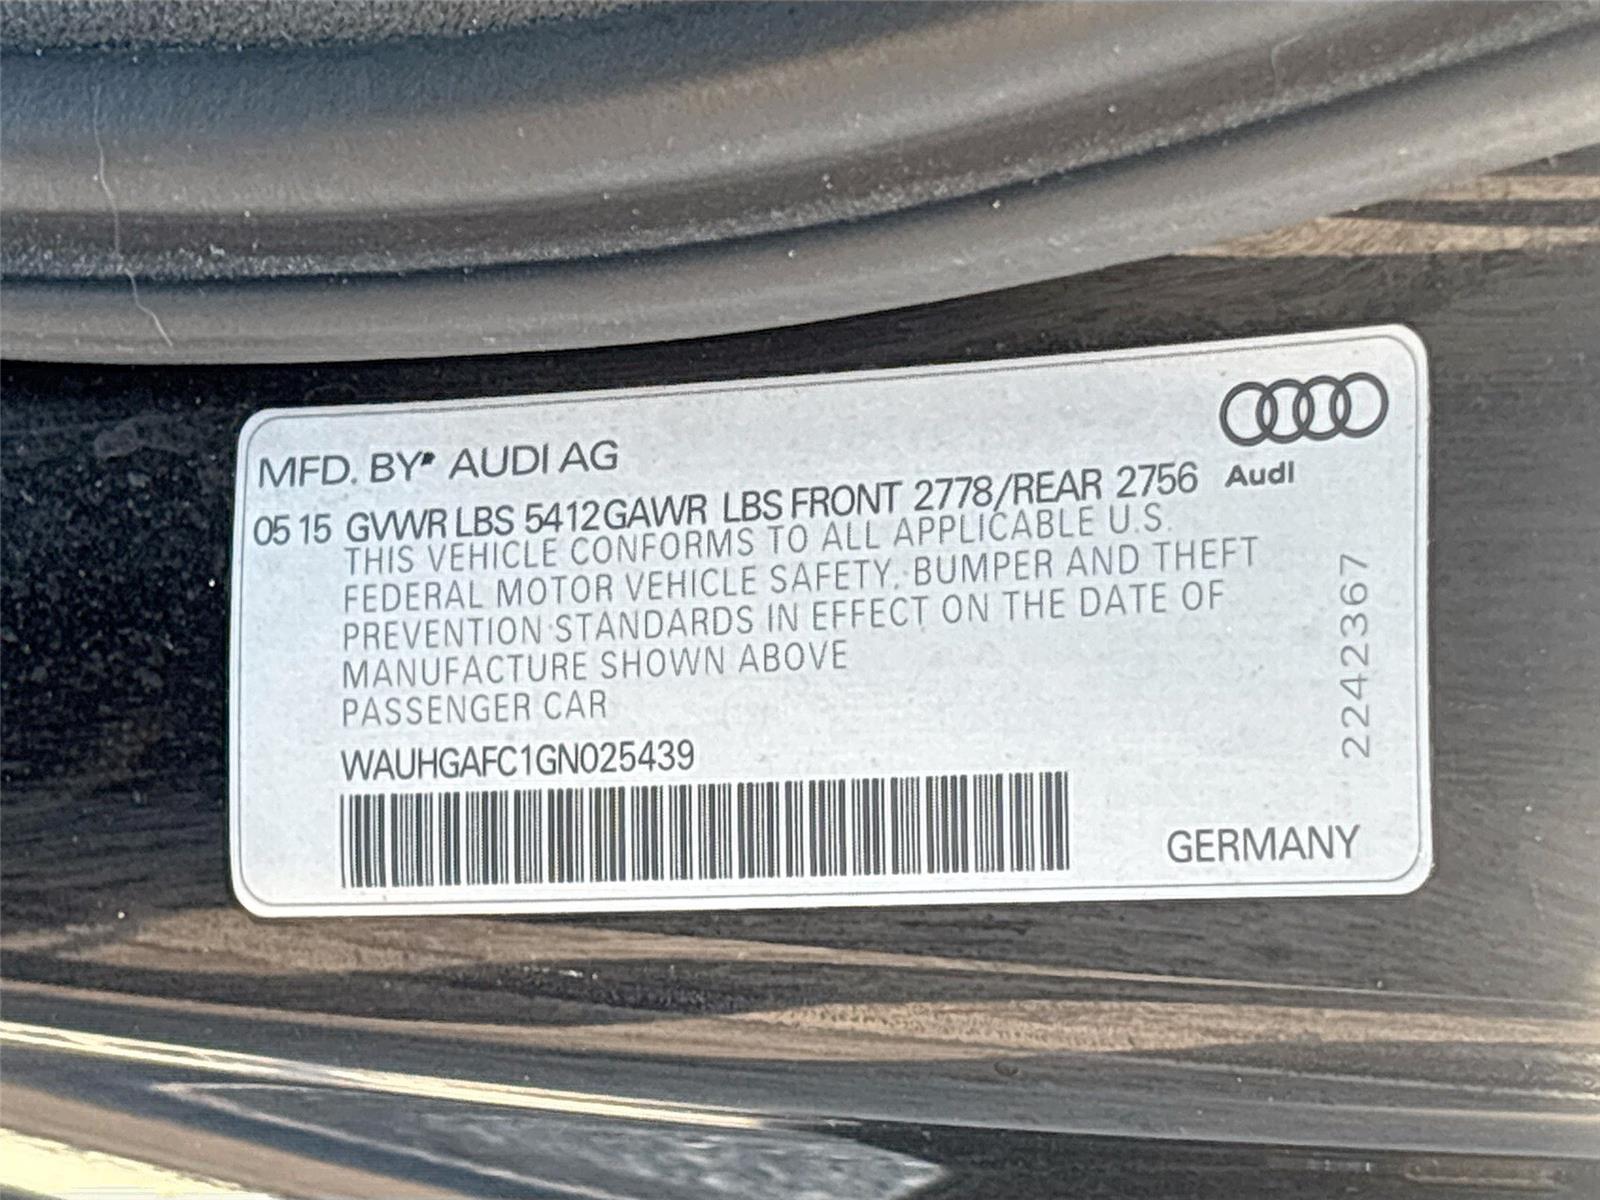 MFD. BY* AUDI AG
05 15 GVWR LBS 5412 GAWR LBS FRONT 2778/REAR 2756
Audi
THIS VEHICLE CONFORMS TO ALL APPLICABLE U.S.
FEDERAL MOTOR VEHICLE SAFETY, BUMPER AND THEFT
PREVENTION STANDARDS IN EFFECT ON THE DATE OF
MANUFACTURE SHOWN ABOVE
PASSENGER CAR
WAUHGAFC1GN025439
GERMANY
22442367